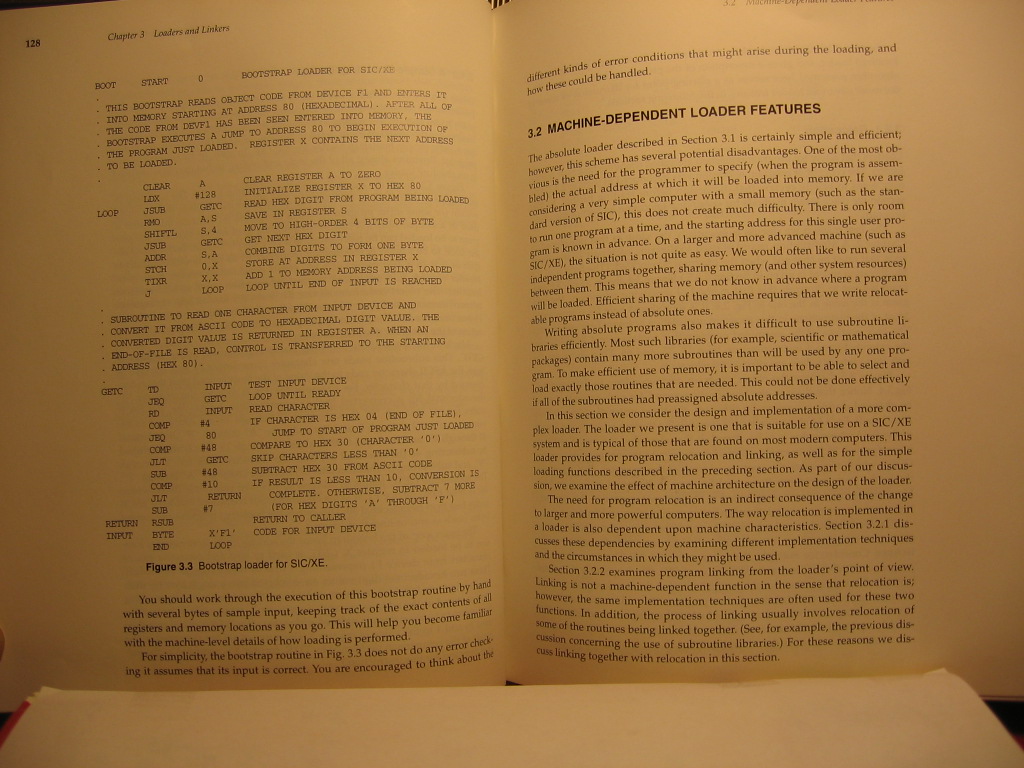 128
Chapter 3 Loaders and Linkers
BOOT START 0 BOOTSTRAP LOADER FOR SIC/XE
.
. THIS BOOTSTRAP READS OBJECT CODE FROM DEVICE F1 AND ENTERS IT
. INTO MEMORY STARTING AT ADDRESS 80 (HEXADECIMAL). AFTER ALL OF
. THE CODE FROM DEVF1 HAS BEEN SEEN ENTERED INTO MEMORY, THE
. BOOTSTRAP EXECUTES A JUMP TO ADDRESS 80 TO BEGIN EXECUTION OF
. THE PROGRAM JUST LOADED. REGISTER X CONTAINS THE NEXT ADDRESS
. TO BE LOADED.
.
CLEAR A CLEAR REGISTER A TO ZERO
LDX #128 INITIALIZE REGISTER X TO HEX 80
LOOP JSUB GETC READ HEX DIGIT FROM PROGRAM BEING LOADED
RMO A,S SAVE IN REGISTER S
SHIFTL S,4 MOVE TO HIGH-ORDER 4 BITS OF BYTE
JSUB GETC GET NEXT HEX DIGIT
ADDR S,A COMBINE DIGITS TO FORM ONE BYTE
STCH 0,X STORE AT ADDRESS IN REGISTER X
TIXR X,X ADD 1 TO MEMORY ADDRESS BEING LOADED
J LOOP LOOP UNTIL END OF INPUT IS REACHED
.
. SUBROUTINE TO READ ONE CHARACTER FROM INPUT DEVICE AND
. CONVERT IT FROM ASCII CODE TO HEXADECIMAL DIGIT VALUE. THE
. CONVERTED DIGIT VALUE IS RETURNED IN REGISTER A. WHEN AN
. END-OF-FILE IS READ, CONTROL IS TRANSFERRED TO THE STARTING
. ADDRESS (HEX 80).
.
GETC TD INPUT TEST INPUT DEVICE
JEQ GETC LOOP UNTIL READY
RD INPUT READ CHARACTER
COMP #4 IF CHARACTER IS HEX 04 (END OF FILE),
JEQ 80 JUMP TO START OF PROGRAM JUST LOADED
COMP #48 COMPARE TO HEX 30 (CHARACTER '0')
JLT GETC SKIP CHARACTERS LESS THAN '0'
SUB #48 SUBTRACT HEX 30 FROM ASCII CODE
COMP #10 IF RESULT IS LESS THAN 10, CONVERSION IS
JLT RETURN COMPLETE. OTHERWISE, SUBTRACT 7 MORE
SUB #7 (FOR HEX DIGITS 'A' THROUGH 'F')
RETURN RSUB RETURN TO CALLER
INPUT BYTE X'F1' CODE FOR INPUT DEVICE
END LOOP
Figure 3.3 Bootstrap loader for SIC/XE.
You should work through the execution of this bootstrap routine by hand
with several bytes of sample input, keeping track of the exact contents of all
registers and memory locations as you go. This will help you become familiar
with the machine-level details of how loading is performed.
For simplicity, the bootstrap routine in Fig. 3.3 does not do any error check-
ing it assumes that its input is correct. You are encouraged to think about the
3.2 Machine-Dependent Loader Features
different kinds of error conditions that might arise during the loading, and
how these could be handled.
3.2 MACHINE-DEPENDENT LOADER FEATURES
The absolute loader described in Section 3.1 is certainly simple and efficient;
however, this scheme has several potential disadvantages. One of the most ob-
vious is the need for the programmer to specify (when the program is assem-
bled) the actual address at which it will be loaded into memory. If we are
considering a very simple computer with a small memory (such as the stan-
dard version of SIC), this does not create much difficulty. There is only room
to run one program at a time, and the starting address for this single user pro-
gram is known in advance. On a larger and more advanced machine (such as
SIC/XE), the situation is not quite as easy. We would often like to run several
independent programs together, sharing memory (and other system resources)
between them. This means that we do not know in advance where a program
will be loaded. Efficient sharing of the machine requires that we write relocat-
able programs instead of absolute ones.
Writing absolute programs also makes it difficult to use subroutine li-
braries efficiently. Most such libraries (for example, scientific or mathematical
packages) contain many more subroutines than will be used by any one pro-
gram. To make efficient use of memory, it is important to be able to select and
load exactly those routines that are needed. This could not be done effectively
if all of the subroutines had preassigned absolute addresses.
In this section we consider the design and implementation of a more com-
plex loader. The loader we present is one that is suitable for use on a SIC/XE
system and is typical of those that are found on most modern computers. This
loader provides for program relocation and linking, as well as for the simple
loading functions described in the preceding section. As part of our discus-
sion, we examine the effect of machine architecture on the design of the loader.
The need for program relocation is an indirect consequence of the change
to larger and more powerful computers. The way relocation is implemented in
a loader is also dependent upon machine characteristics. Section 3.2.1 dis-
cusses these dependencies by examining different implementation techniques
and the circumstances in which they might be used.
Section 3.2.2 examines program linking from the loader's point of view.
Linking is not a machine-dependent function in the sense that relocation is;
however, the same implementation techniques are often used for these two
functions. In addition, the process of linking usually involves relocation of
some of the routines being linked together. (See, for example, the previous dis-
cussion concerning the use of subroutine libraries.) For these reasons we dis-
cuss linking together with relocation in this section.